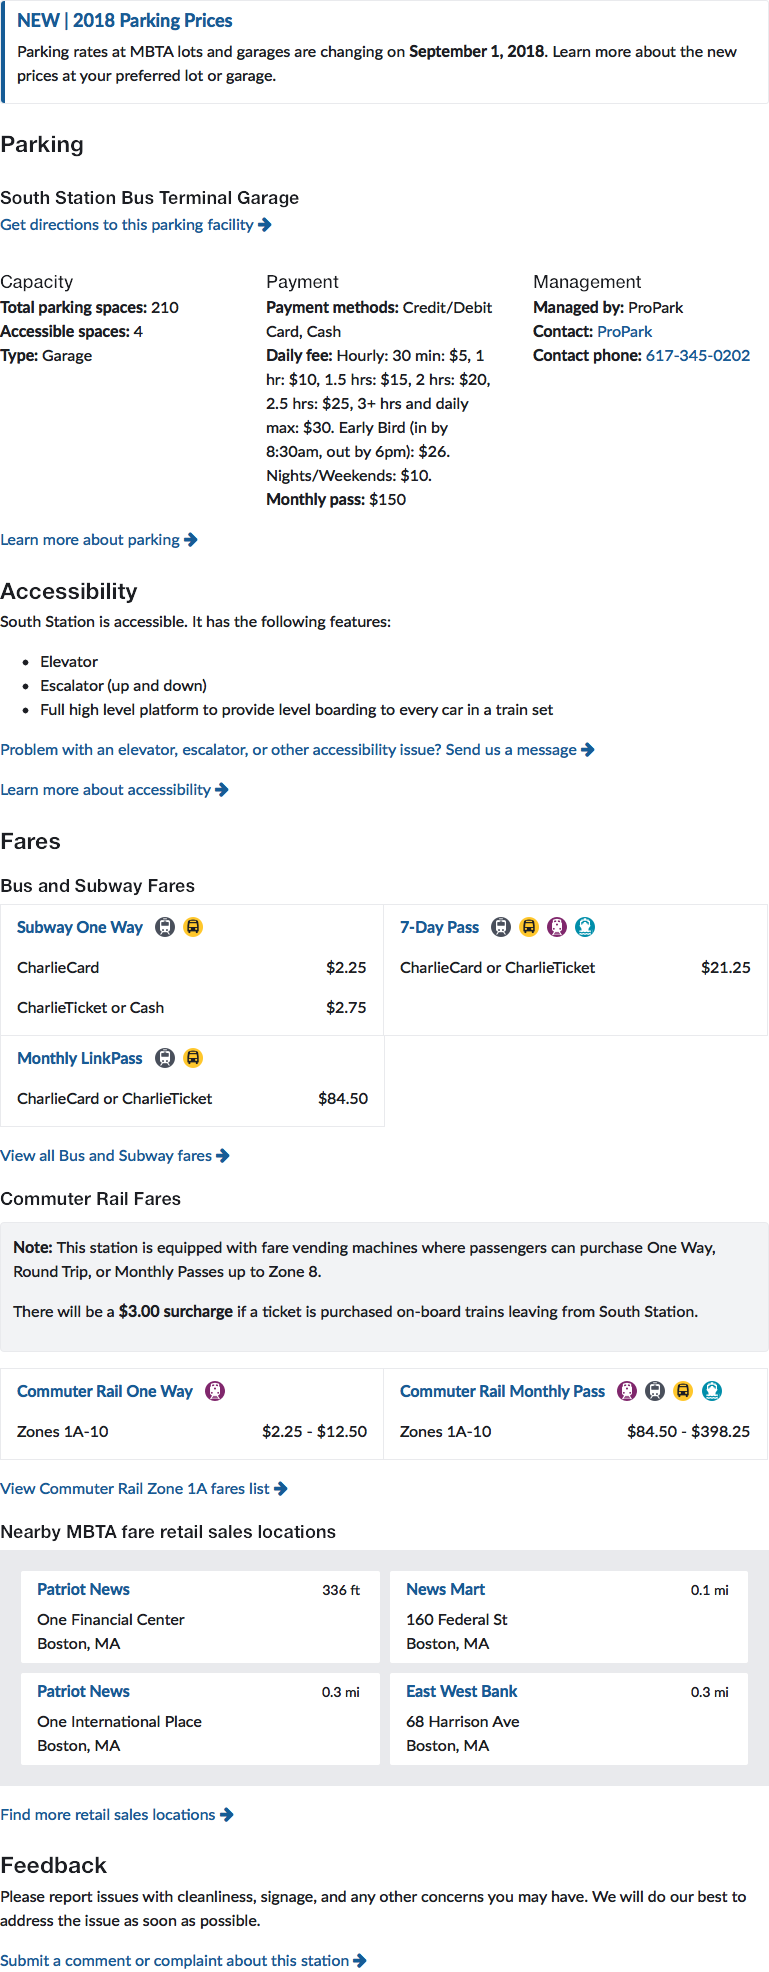 NEW | 2018 Parking Prices
Parking rates at MBTA lots and garages are changing on September 1, 2018. Learn more about the new
prices at your preferred lot or garage.
Parking
South Station Bus Terminal Garage
Get directions to this parking facility
Capacity
Total parking spaces: 210
Accessible spaces: 4
Type: Garage
Payment
Payment methods: Credit/Debit
Card, Cash
Daily fee: Hourly: 30 min: $5, 1
hr: $10, 1.5 hrs: $15, 2 hrs: $20,
2.5 hrs: $25, 3+ hrs and daily
max: $30. Early Bird (in by
8:30am, out by 6pm): $26.
Nights/Weekends: $10.
Monthly pass: $150
Management
Managed by: ProPark
Contact: ProPark
Contact phone: 617-345-0202
Learn more about parking
Accessibility
South Station is accessible. It has the following features:
• Elevator
• Escalator (up and down)
• Full high level platform to provide level boarding to every car in a train set
Problem with an elevator, escalator, or other accessibility issue? Send us a message
Learn more about accessibility
Fares
Bus and Subway Fares
Subway One Way
CharlieCard $2.25
CharlieTicket or Cash $2.75
7-Day Pass
CharlieCard or CharlieTicket $21.25
Monthly LinkPass
CharlieCard or CharlieTicket $84.50
View all Bus and Subway fares
Commuter Rail Fares
Note: This station is equipped with fare vending machines where passengers can purchase One Way,
Round Trip, or Monthly Passes up to Zone 8.
There will be a $3.00 surcharge if a ticket is purchased on-board trains leaving from South Station.
Commuter Rail One Way
Zones 1A-10 $2.25 - $12.50
Commuter Rail Monthly Pass
Zones 1A-10 $84.50 - $398.25
View Commuter Rail Zone 1A fares list
Nearby MBTA fare retail sales locations
Patriot News 336 ft
One Financial Center
Boston, MA
News Mart 0.1 mi
160 Federal St
Boston, MA
Patriot News 0.3 mi
One International Place
Boston, MA
East West Bank 0.3 mi
68 Harrison Ave
Boston, MA
Find more retail sales locations
Feedback
Please report issues with cleanliness, signage, and any other concerns you may have. We will do our best to
address the issue as soon as possible.
Submit a comment or complaint about this station